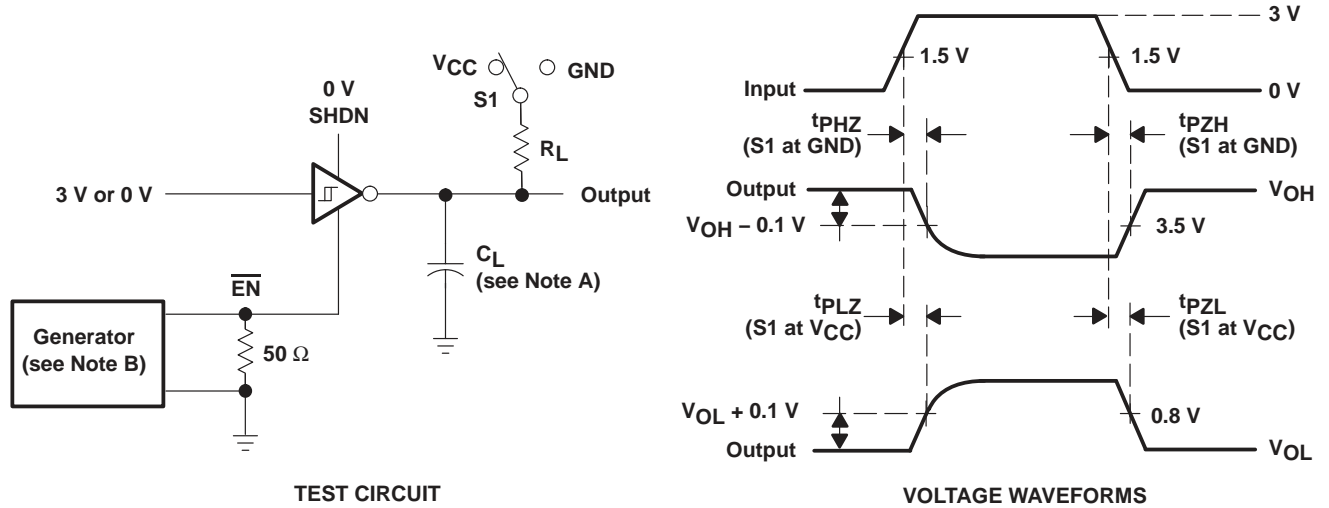 VCC
GND
S1
0 V
SHDN
RL
3 V or 0 V
Output
CL
(see Note A)
EN
Generator
(see Note B)
50 Ω
TEST CIRCUIT
3 V
1.5 V
1.5 V
Input
0 V
tPHZ
(S1 at GND)
tPZH
(S1 at GND)
Output
VOH
VOH – 0.1 V
3.5 V
tPLZ
(S1 at VCC)
tPZL
(S1 at VCC)
VOL + 0.1 V
0.8 V
Output
VOL
VOLTAGE WAVEFORMS